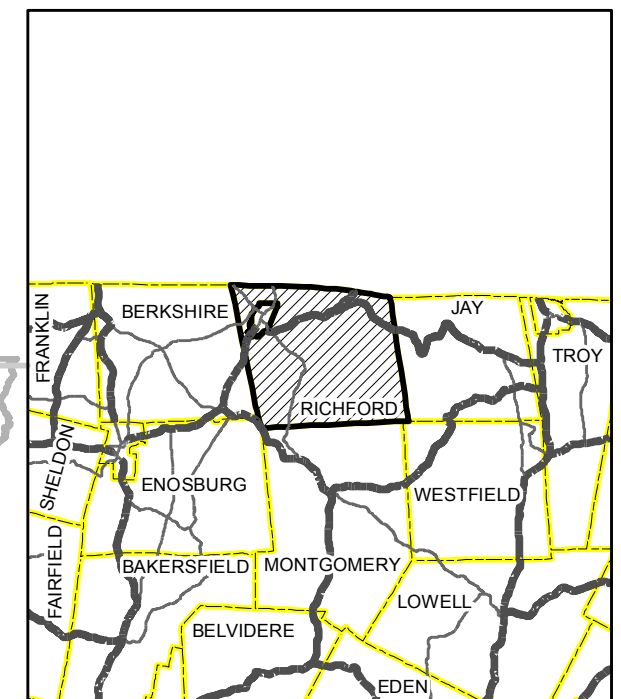 JAY
BERKSHIRE
FRANKLIN
TROY
RICHFORD
SHELDON
ENOSBURG
WESTFIELD
FAIRFIELD
BAKERSFIELD
MONTGOMERY
LOWELL
BELVIDERE
EDEN